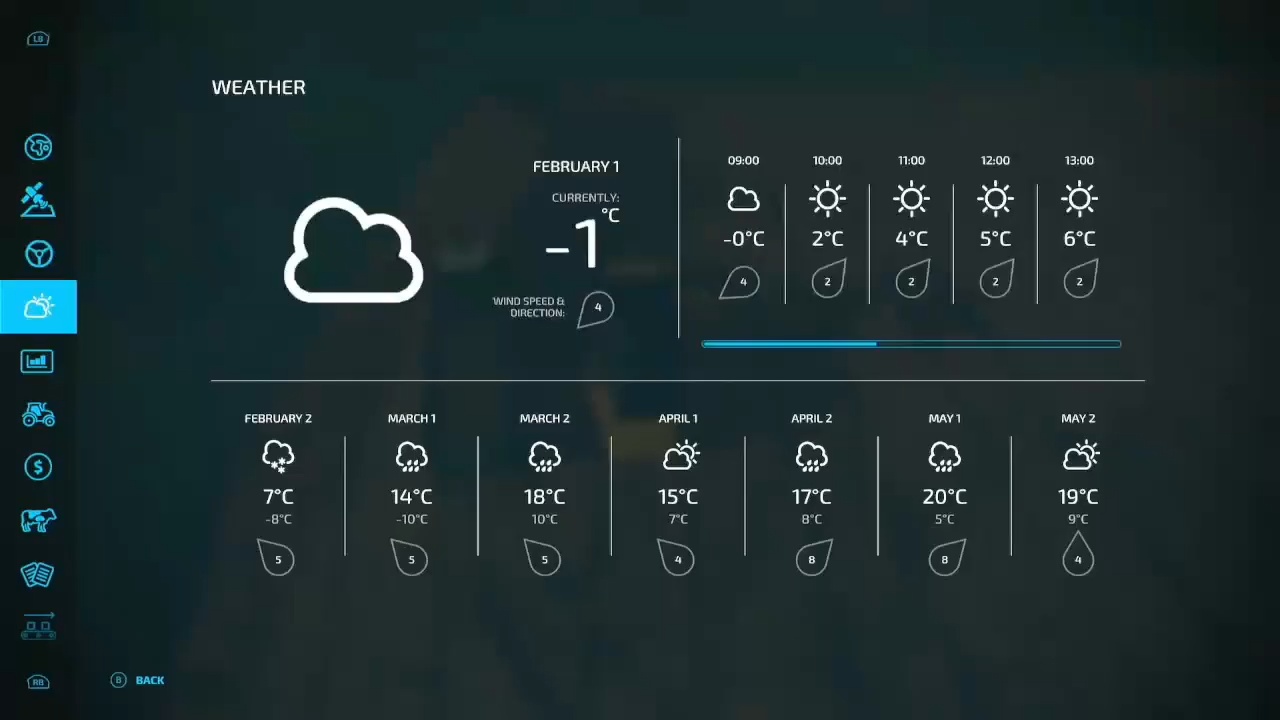 LB
WEATHER
FEBRUARY 1
CURRENTLY:
-1 °C
WIND SPEED &
DIRECTION:
4
09:00 10:00 11:00 12:00 13:00
-0°C 2°C 4°C 5°C 6°C
4 2 2 2 2
FEBRUARY 2 MARCH 1 MARCH 2 APRIL 1 APRIL 2 MAY 1 MAY 2
7°C 14°C 18°C 15°C 17°C 20°C 19°C
-8°C -10°C 10°C 7°C 8°C 5°C 9°C
5 5 5 4 8 8 4
$
RB
B BACK